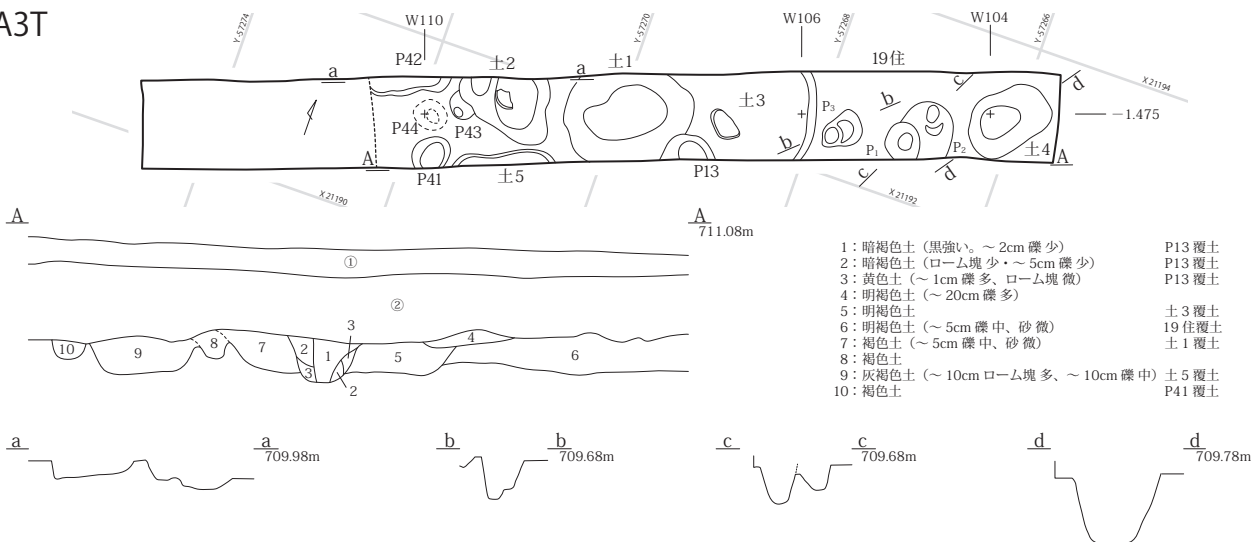 A3T
Y-57274
W110
Y-57270
W106
Y-57268
W104
Y-57266
P42
土2
a
土1
19住
a
c
d
X 21194
土3
P3
b
-1.475
P44
P43
b
P1
P2
土4
A
A
P41
土5
P13
c
d
X 21190
X 21192
A
A
711.08m
①
②
3
4
10
9
8
7
2
1
5
6
3
2
1：暗褐色土（黒強い。～2cm 礫 少） P13 覆土
2：暗褐色土（ローム塊 少・～5cm 礫 少） P13 覆土
3：黄色土（～1cm 礫 多、ローム塊 微） P13 覆土
4：明褐色土（～20cm 礫 多）
5：明褐色土 土3 覆土
6：明褐色土（～5cm 礫 中、砂 微） 19住覆土
7：褐色土（～5cm 礫 中、砂 微） 土1 覆土
8：褐色土
9：灰褐色土（～10cm ローム塊 多、～10cm 礫 中） 土5 覆土
10：褐色土 P41 覆土
a
a
709.98m
b
b
709.68m
c
c
709.68m
d
d
709.78m